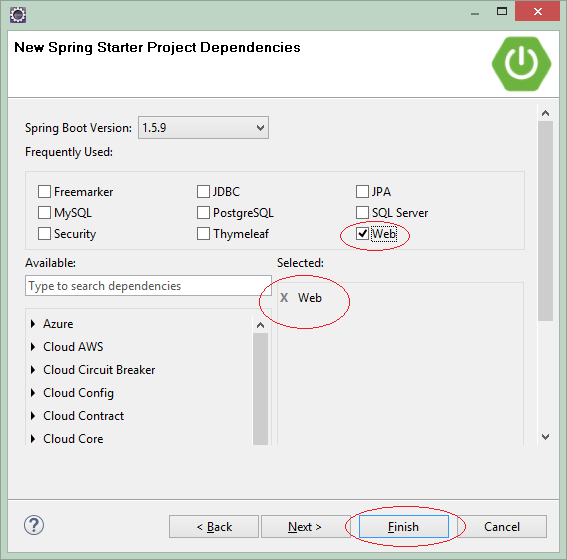 New Spring Starter Project Dependencies
Spring Boot Version: 1.5.9
Frequently Used:
Freemarker JDBC JPA
MySQL PostgreSQL SQL Server
Security Thymeleaf Web
Available: Selected:
Type to search dependencies
X Web
Azure
Cloud AWS
Cloud Circuit Breaker
Cloud Config
Cloud Contract
Cloud Core
? < Back Next > Finish Cancel